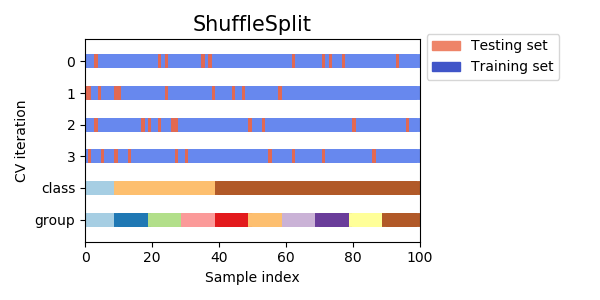 ShuffleSplit
Testing set
Training set
CV iteration
0
1
2
3
class
group
0 20 40 60 80 100
Sample index